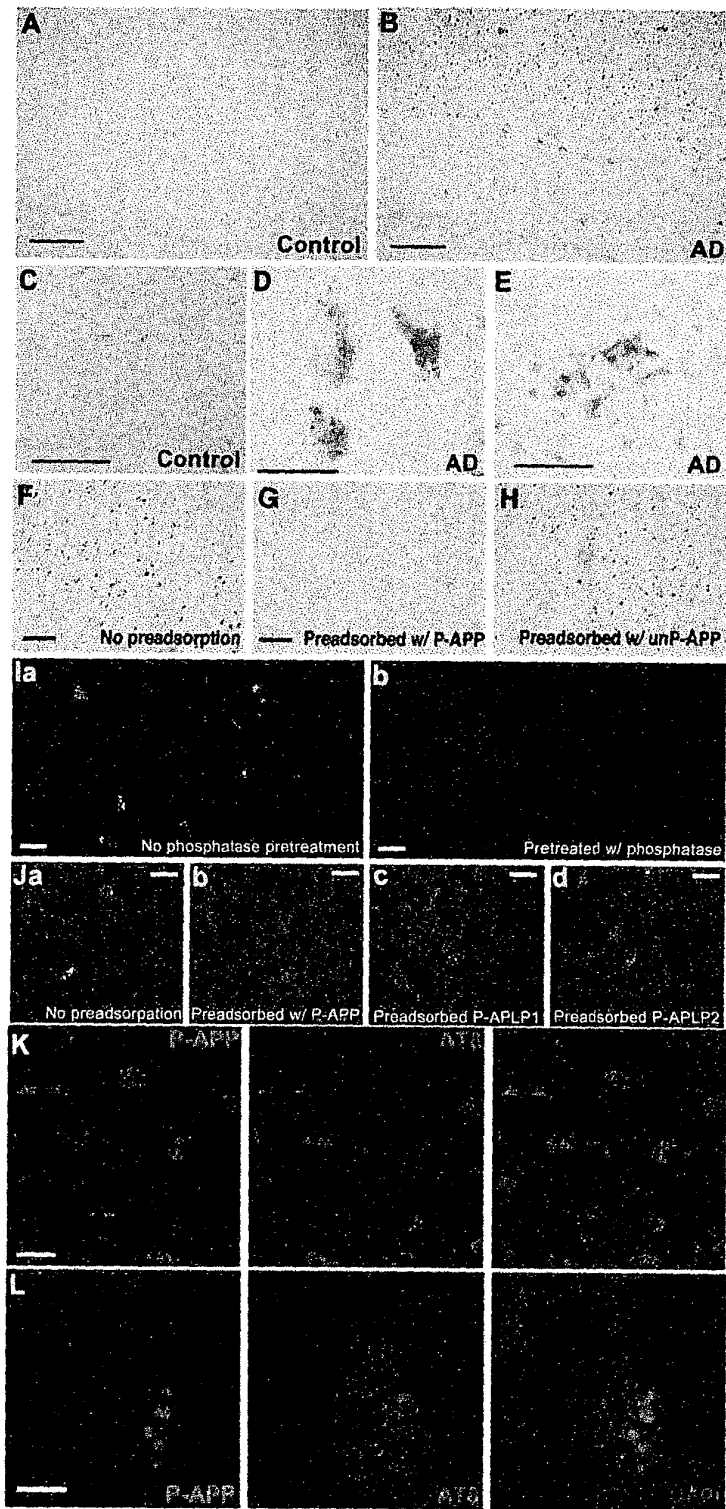 A
B
Control
AD
C
D
E
Control
AD
AD
F
G
H
No preadsorption
Preadsorbed w/ P-APP
Preadsorbed w/ unP-APP
Ia
b
No phosphatase pretreatment
Pretreated w/ phosphatase
Ja
b
c
d
No preadsorpation
Preadsorbed w/ P-APP
Preadsorbed P-APLP1
Preadsorbed P-APLP2
K
P-APP
AT8
L
P-APP
AT8